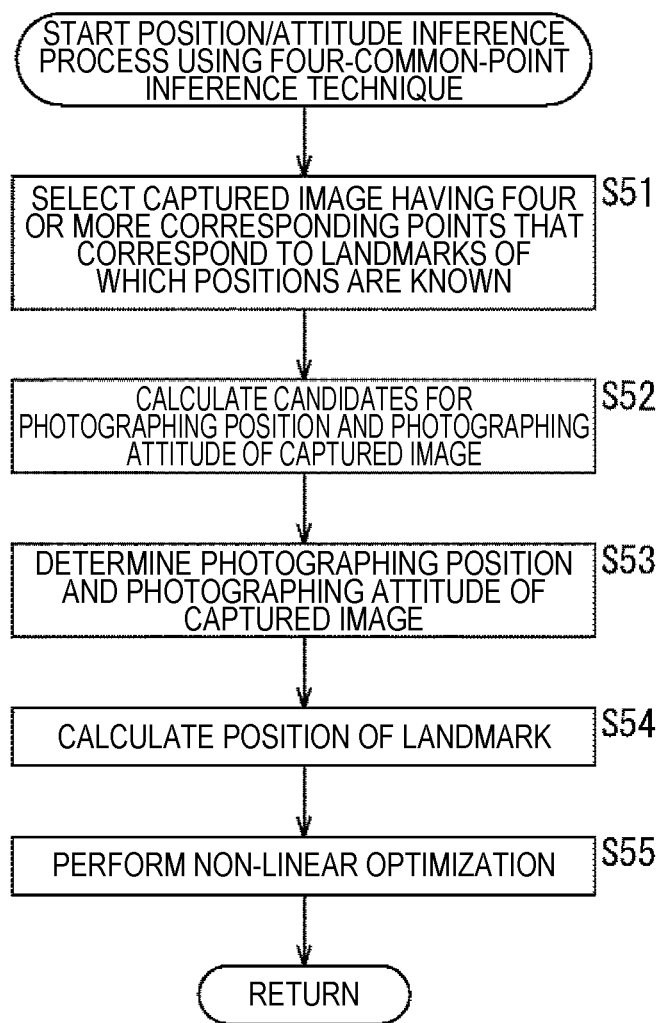 START POSITION/ATTITUDE INFERENCE
PROCESS USING FOUR-COMMON-POINT
INFERENCE TECHNIQUE
S51
SELECT CAPTURED IMAGE HAVING FOUR
OR MORE CORRESPONDING POINTS THAT
CORRESPOND TO LANDMARKS OF
WHICH POSITIONS ARE KNOWN
S52
CALCULATE CANDIDATES FOR
PHOTOGRAPHING POSITION AND PHOTOGRAPHING
ATTITUDE OF CAPTURED IMAGE
S53
DETERMINE PHOTOGRAPHING POSITION
AND PHOTOGRAPHING ATTITUDE OF
CAPTURED IMAGE
S54
CALCULATE POSITION OF LANDMARK
S55
PERFORM NON-LINEAR OPTIMIZATION
RETURN